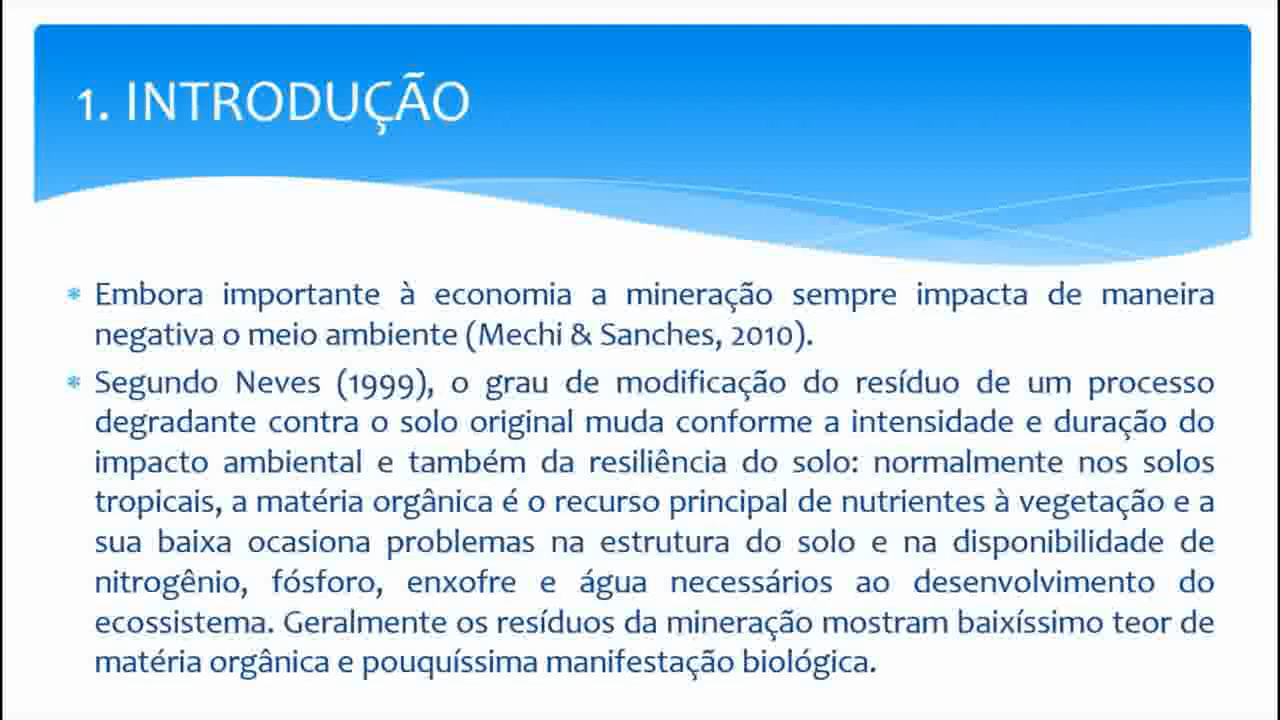 1. INTRODUÇÃO
Embora importante à economia a mineração sempre impacta de maneira
negativa o meio ambiente (Mechi & Sanches, 2010).
Segundo Neves (1999), o grau de modificação do resíduo de um processo
degradante contra o solo original muda conforme a intensidade e duração do
impacto ambiental e também da resiliência do solo: normalmente nos solos
tropicais, a matéria orgânica é o recurso principal de nutrientes à vegetação e a
sua baixa ocasiona problemas na estrutura do solo e na disponibilidade de
nitrogênio, fósforo, enxofre e água necessários ao desenvolvimento do
ecossistema. Geralmente os resíduos da mineração mostram baixíssimo teor de
matéria orgânica e pouquíssima manifestação biológica.